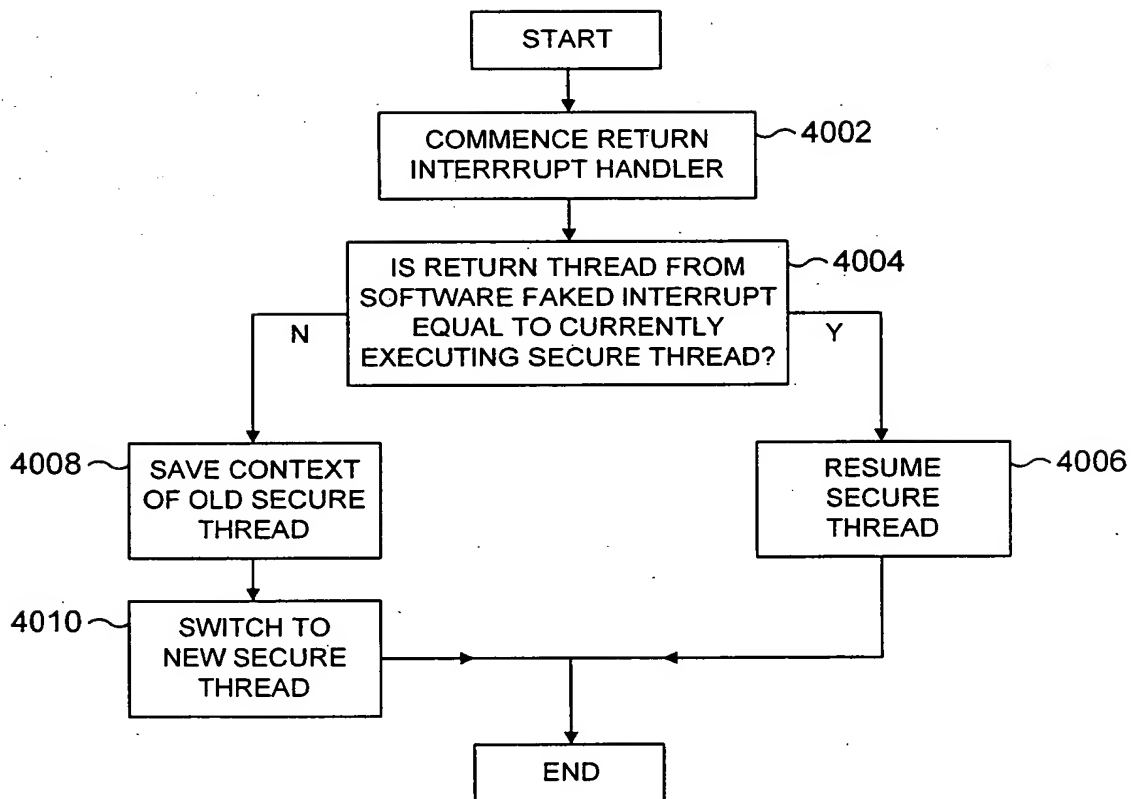 START
COMMENCE RETURN
INTERRRUPT HANDLER
4002
IS RETURN THREAD FROM
SOFTWARE FAKED INTERRUPT
EQUAL TO CURRENTLY
EXECUTING SECURE THREAD?
4004
N
Y
4008
SAVE CONTEXT
OF OLD SECURE
THREAD
RESUME
SECURE
THREAD
4006
4010
SWITCH TO
NEW SECURE
THREAD
END